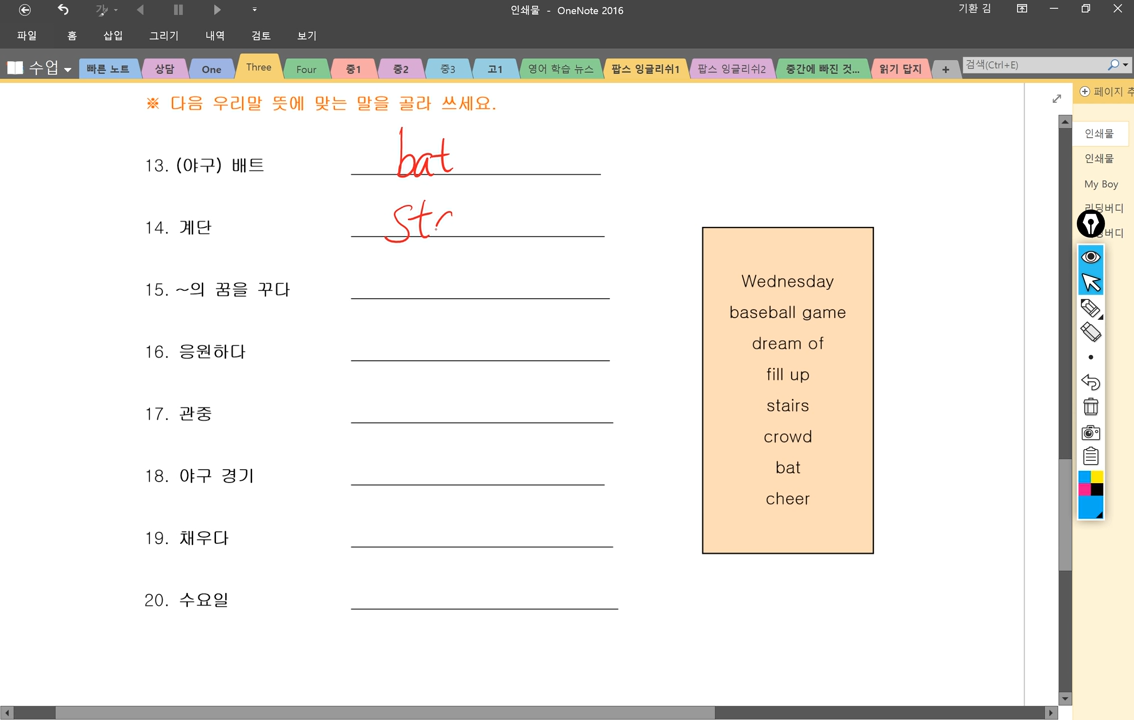 인쇄물 - OneNote 2016
기환 김
파일 홈 삽입 그리기 내역 검토 보기
수업 빠른 노트 상담 One Three Four 중1 중2 중3 고1 영어 학습 뉴스 팝스 잉글리쉬1 팝스 잉글리쉬2 중간에 빠진 것... 읽기 답지 + 검색(Ctrl+E)
페이지 추
인쇄물
인쇄물
My Boy
리딩버디
버디
※ 다음 우리말 뜻에 맞는 말을 골라 쓰세요.
13. (야구) 배트 bat
14. 계단
15. ~의 꿈을 꾸다
16. 응원하다
17. 관중
18. 야구 경기
19. 채우다
20. 수요일
Wednesday
baseball game
dream of
fill up
stairs
crowd
bat
cheer